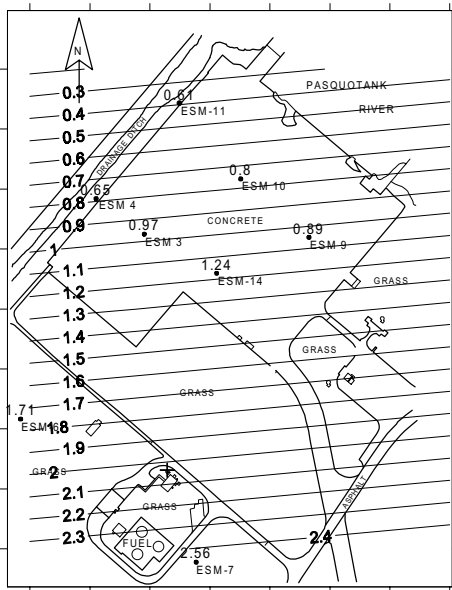 N
0.3
PASQUOTANK
0.61
ESM-11
RIVER
0.4
0.5
DRAINAGE DITCH
0.6
0.7
0.8
ESM 10
0.65
0.8
ESM 4
0.9
0.97
CONCRETE
0.89
ESM 3
ESM 9
1
1.1
1.24
ESM-14
GRASS
1.2
1.3
1.4
GRASS
1.5
1.6
GRASS
1.7
1.71
ESM6
1.8
1.9
GRASS
2
2.1
ASPHALT
GRASS
2.2
2.3
FUEL
2.4
2.56
ESM-7